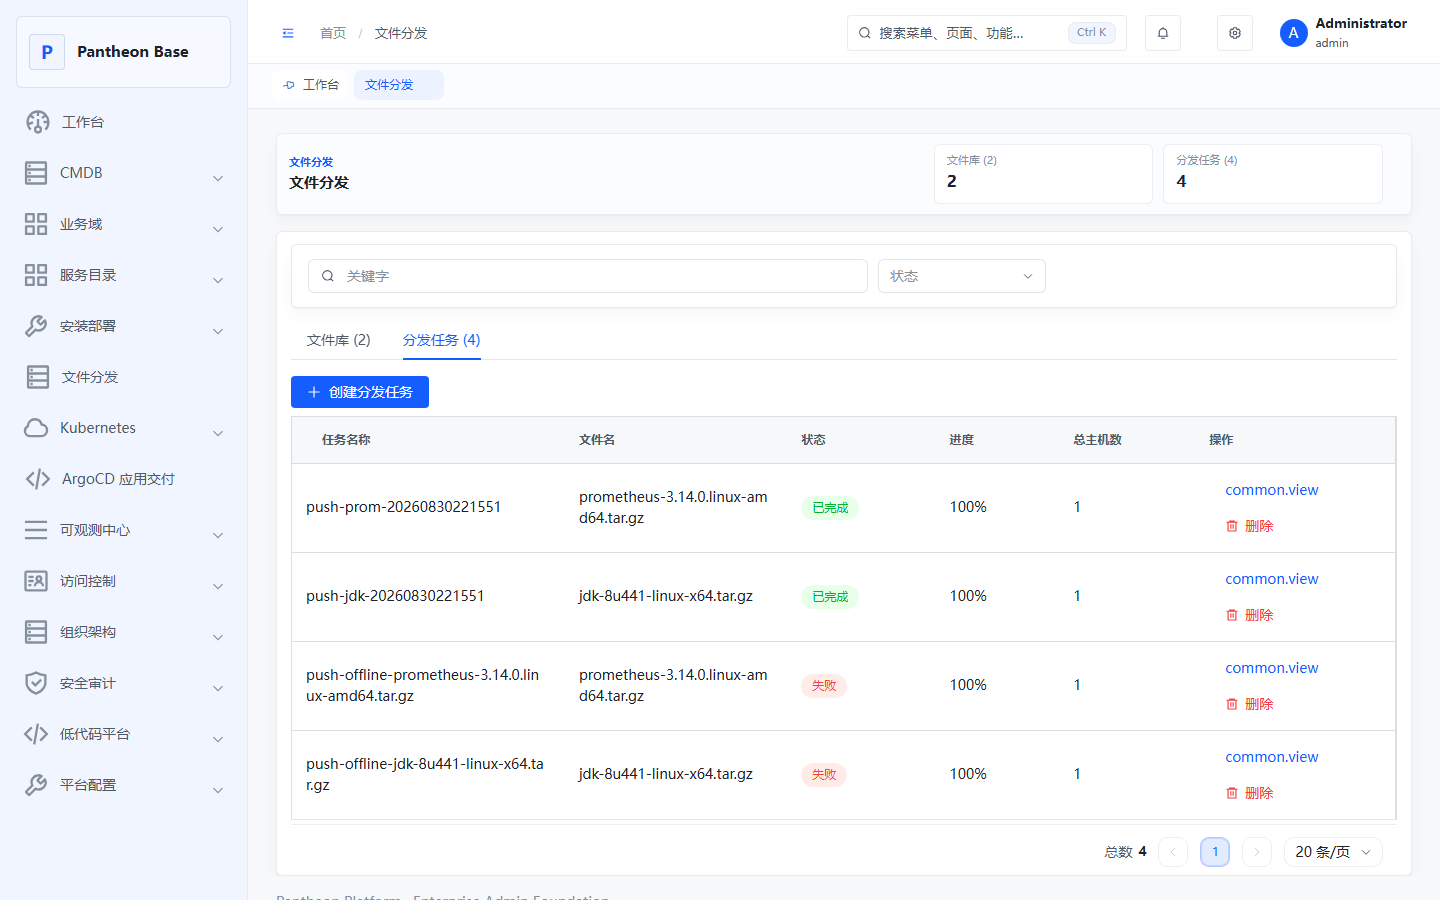 P Pantheon Base
工作台
CMDB
业务域
服务目录
安装部署
文件分发
Kubernetes
ArgoCD 应用交付
可观测中心
访问控制
组织架构
安全审计
低代码平台
平台配置
首页 / 文件分发
搜索菜单、页面、功能... Ctrl K
A Administrator
admin
工作台 文件分发
文件分发
文件分发
文件库 (2)
2
分发任务 (4)
4
关键字 状态
文件库 (2) 分发任务 (4)
创建分发任务
任务名称 文件名 状态 进度 总主机数 操作
push-prom-20260830221551 prometheus-3.14.0.linux-am
d64.tar.gz 已完成 100% 1 common.view
删除
push-jdk-20260830221551 jdk-8u441-linux-x64.tar.gz 已完成 100% 1 common.view
删除
push-offline-prometheus-3.14.0.lin
ux-amd64.tar.gz prometheus-3.14.0.linux-am
d64.tar.gz 失败 100% 1 common.view
删除
push-offline-jdk-8u441-linux-x64.ta
r.gz jdk-8u441-linux-x64.tar.gz 失败 100% 1 common.view
删除
总数 4 1 20 条/页
Pantheon Platform · Enterprise Admin Foundation